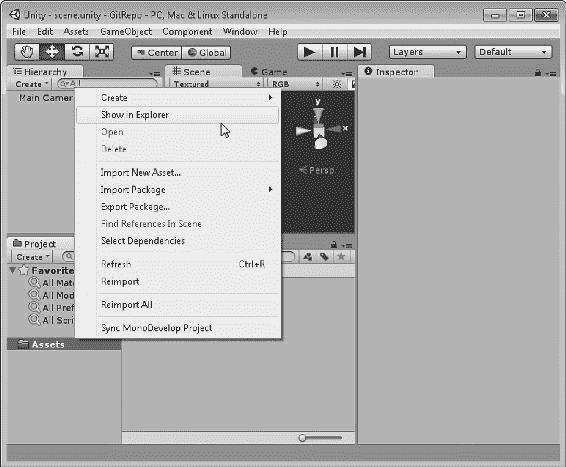 Unity - scene.unity - GitRepo - PC, Mac & Linux Standalone
File Edit Assets GameObject Component Window Help
Center Global Layers Default
Hierarchy Scene Game Inspector
Create All Textured RGB
Main Camer
Create
Show in Explorer
Open
Delete
Import New Asset...
Import Package
Export Package...
Find References In Scene
Select Dependencies
Refresh Ctrl+R
Reimport
Reimport All
Sync MonoDevelop Project
y
x
Persp
Project
Create
Favorite
All Mate
All Mod
All Pref
All Scri
Assets